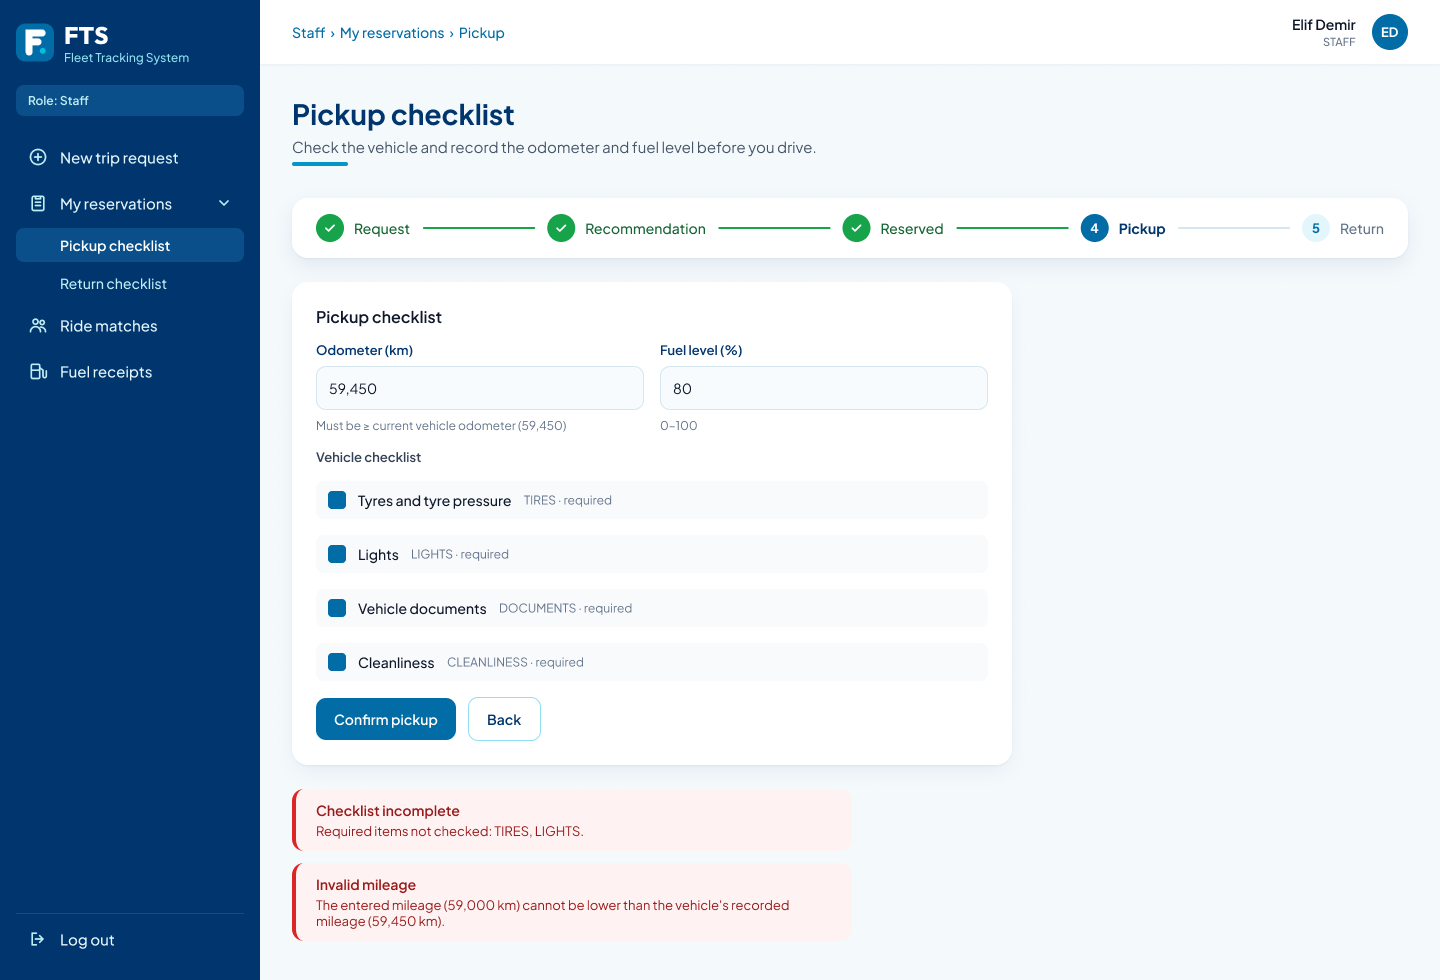 FTS
Fleet Tracking System
Role: Staff
New trip request
My reservations
Pickup checklist
Return checklist
Ride matches
Fuel receipts
Log out
Staff › My reservations › Pickup
Elif Demir
STAFF
ED
Pickup checklist
Check the vehicle and record the odometer and fuel level before you drive.
Request
Recommendation
Reserved
4 Pickup
5 Return
Pickup checklist
Odometer (km)
Fuel level (%)
59,450
80
Must be ≥ current vehicle odometer (59,450)
0–100
Vehicle checklist
Tyres and tyre pressure TIRES · required
Lights LIGHTS · required
Vehicle documents DOCUMENTS · required
Cleanliness CLEANLINESS · required
Confirm pickup
Back
Checklist incomplete
Required items not checked: TIRES, LIGHTS.
Invalid mileage
The entered mileage (59,000 km) cannot be lower than the vehicle's recorded
mileage (59,450 km).